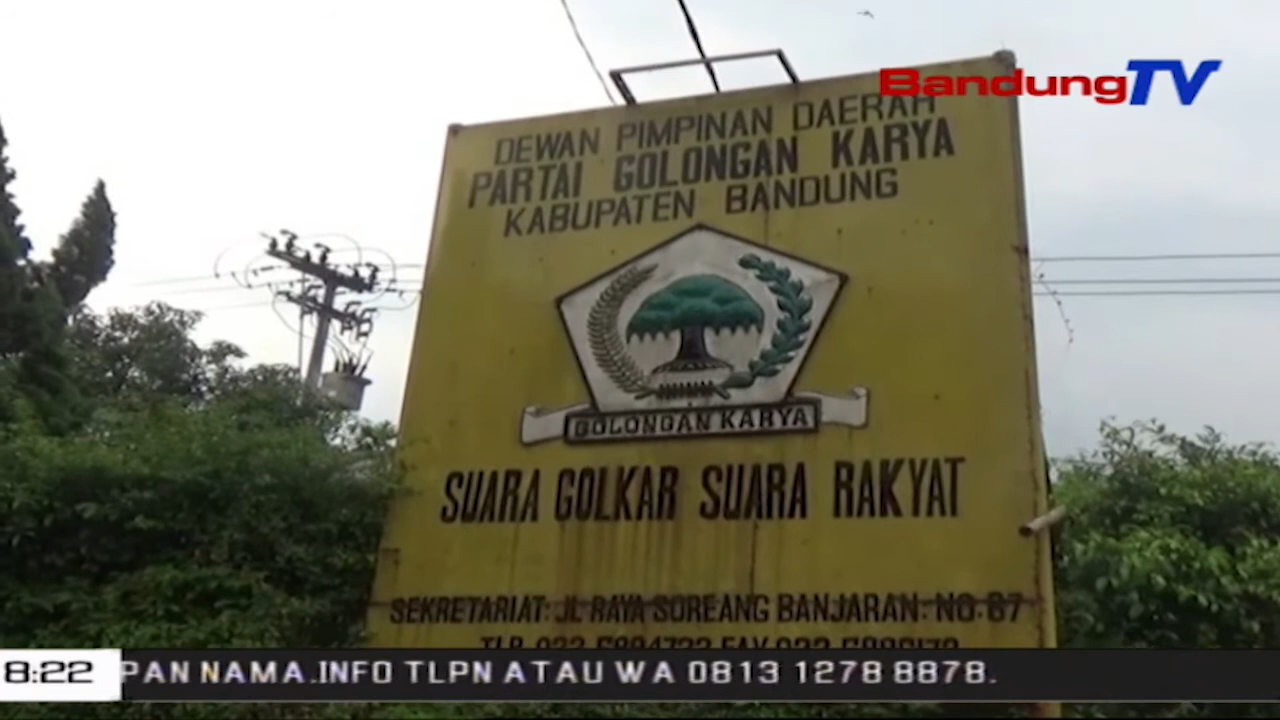 BandungTV
DEWAN PIMPINAN DAERAH
PARTAI GOLONGAN KARYA
KABUPATEN BANDUNG
GOLONGAN KARYA
SUARA GOLKAR SUARA RAKYAT
SEKRETARIAT: JL RAYA SOREANG BANJARAN: NO: 87
8:22 PAN NAMA.INFO TLPN ATAU WA 0813 1278 8878.